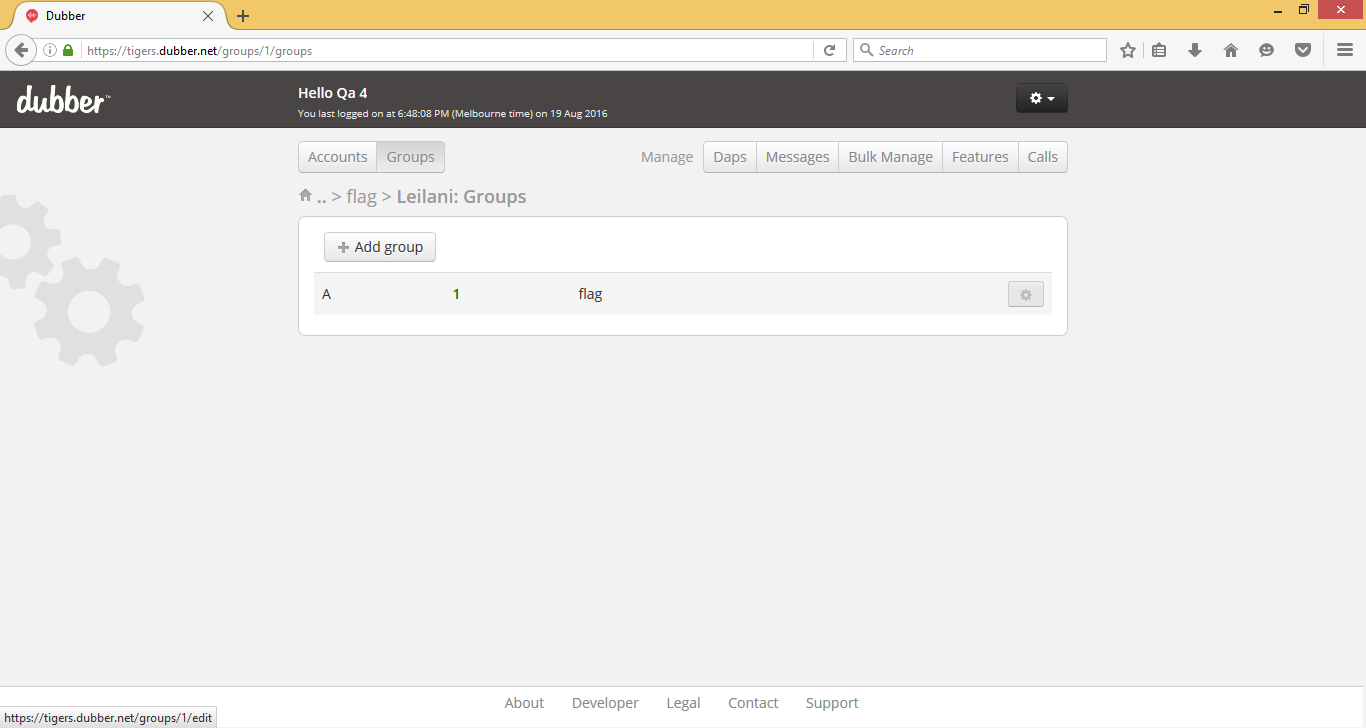 Dubber
https://tigers.dubber.net/groups/1/groups
Search
dubber™
Hello Qa 4
You last logged on at 6:48:08 PM (Melbourne time) on 19 Aug 2016
Accounts Groups Manage Daps Messages Bulk Manage Features Calls
.. > flag > Leilani: Groups
Add group
A 1 flag
About Developer Legal Contact Support
https://tigers.dubber.net/groups/1/edit